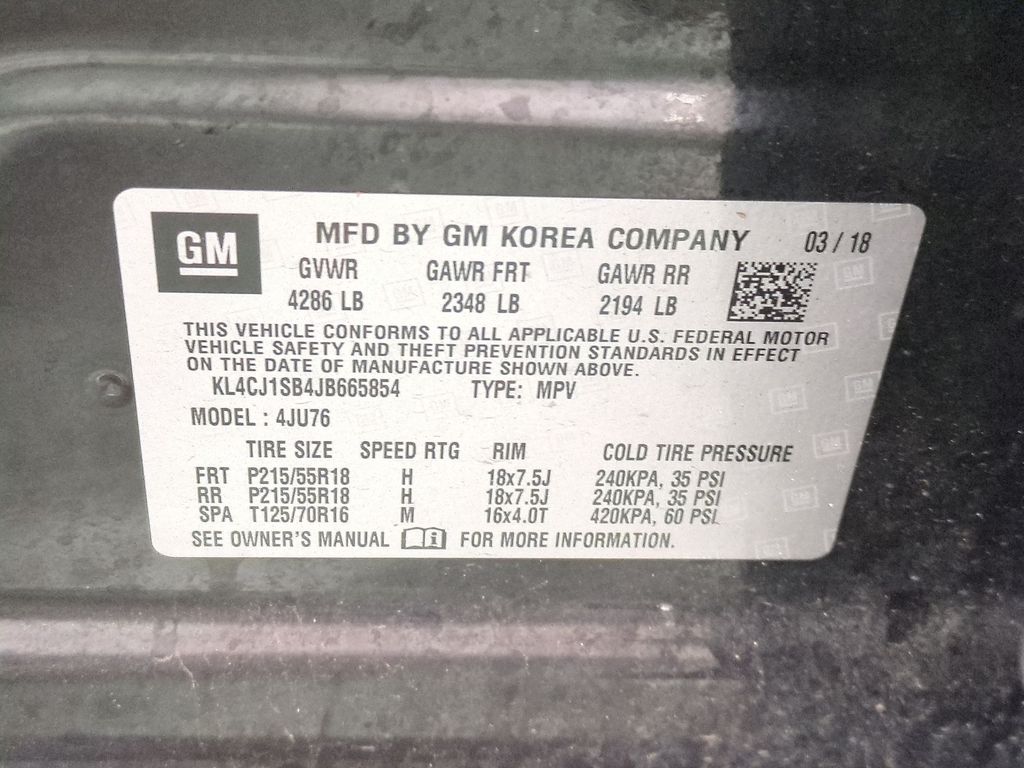 GM
MFD BY GM KOREA COMPANY 03 / 18
GVWR GAWR FRT GAWR RR
4286 LB 2348 LB 2194 LB
THIS VEHICLE CONFORMS TO ALL APPLICABLE U.S. FEDERAL MOTOR
VEHICLE SAFETY AND THEFT PREVENTION STANDARDS IN EFFECT
ON THE DATE OF MANUFACTURE SHOWN ABOVE.
KL4CJ1SB4JB665854 TYPE: MPV
MODEL : 4JU76
TIRE SIZE SPEED RTG RIM COLD TIRE PRESSURE
FRT P215/55R18 H 18x7.5J 240KPA, 35 PSI
RR P215/55R18 H 18x7.5J 240KPA, 35 PSI
SPA T125/70R16 M 16x4.0T 420KPA, 60 PSI
SEE OWNER'S MANUAL i FOR MORE INFORMATION.